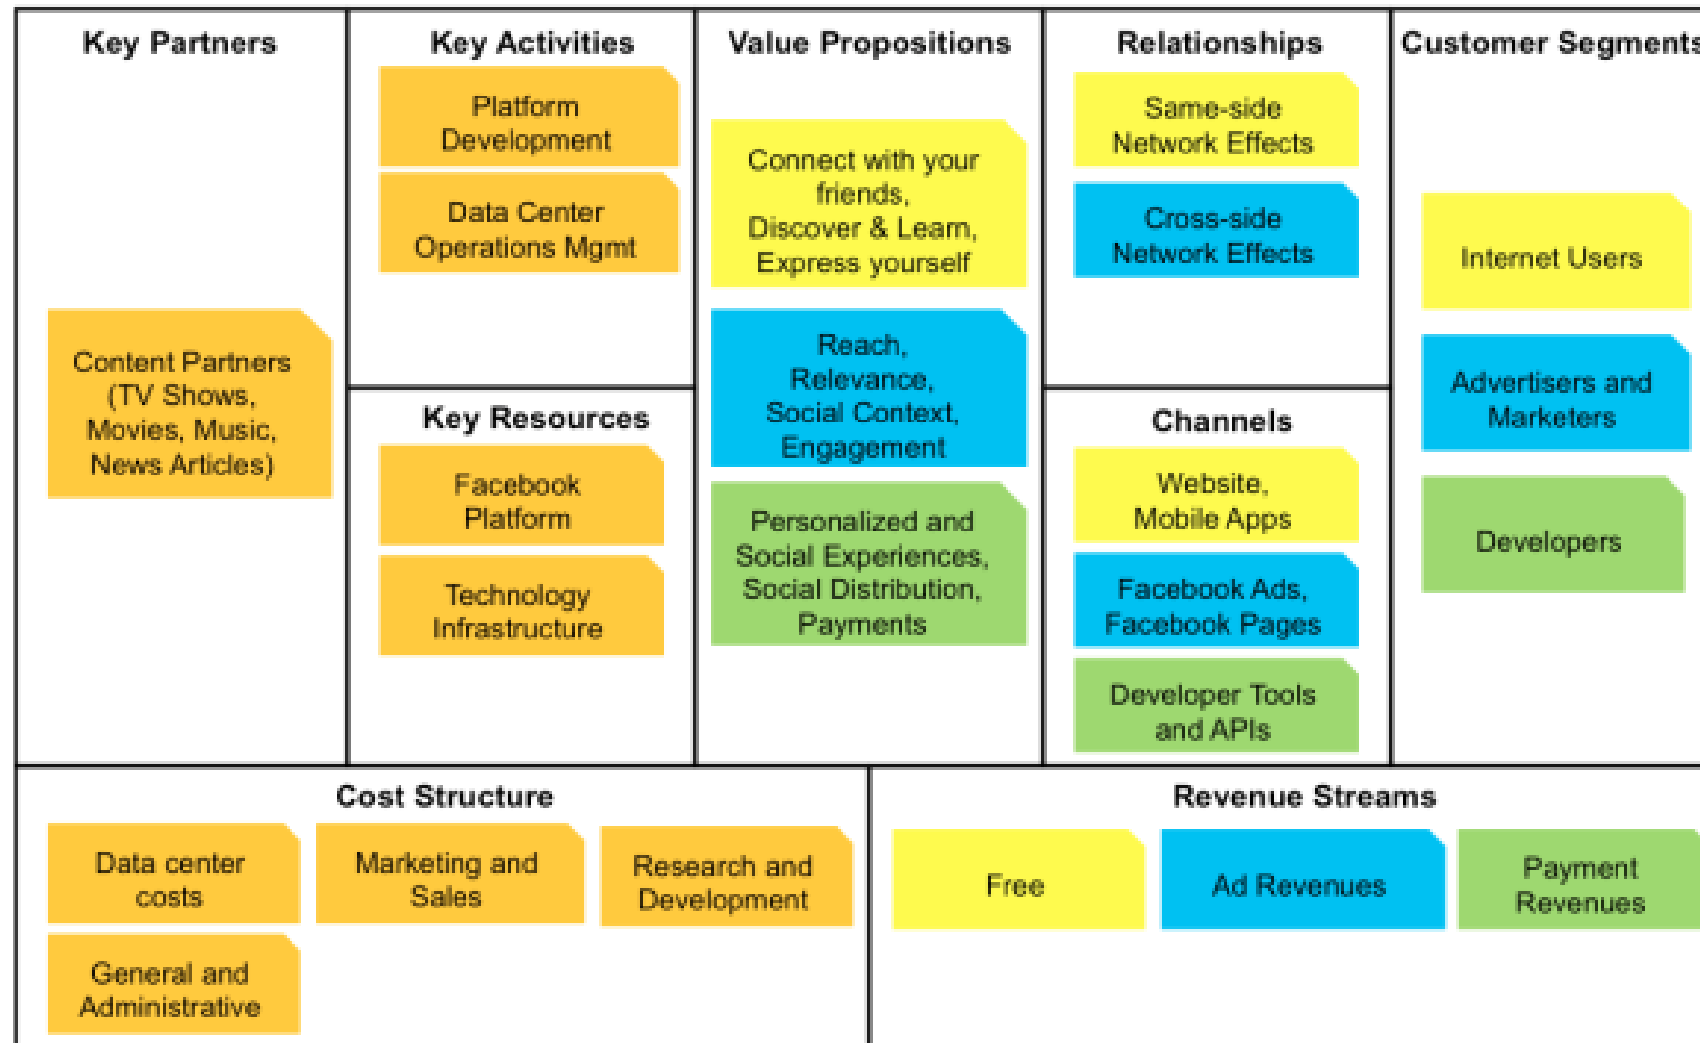 Key Partners
Content Partners
(TV Shows,
Movies, Music,
News Articles)
Key Activities
Platform
Development
Data Center
Operations Mgmt
Key Resources
Facebook
Platform
Technology
Infrastructure
Value Propositions
Connect with your
friends,
Discover & Learn,
Express yourself
Reach,
Relevance,
Social Context,
Engagement
Personalized and
Social Experiences,
Social Distribution,
Payments
Relationships
Same-side
Network Effects
Cross-side
Network Effects
Channels
Website,
Mobile Apps
Facebook Ads,
Facebook Pages
Developer Tools
and APIs
Customer Segments
Internet Users
Advertisers and
Marketers
Developers
Cost Structure
Data center
costs
Marketing and
Sales
Research and
Development
General and
Administrative
Revenue Streams
Free
Ad Revenues
Payment
Revenues